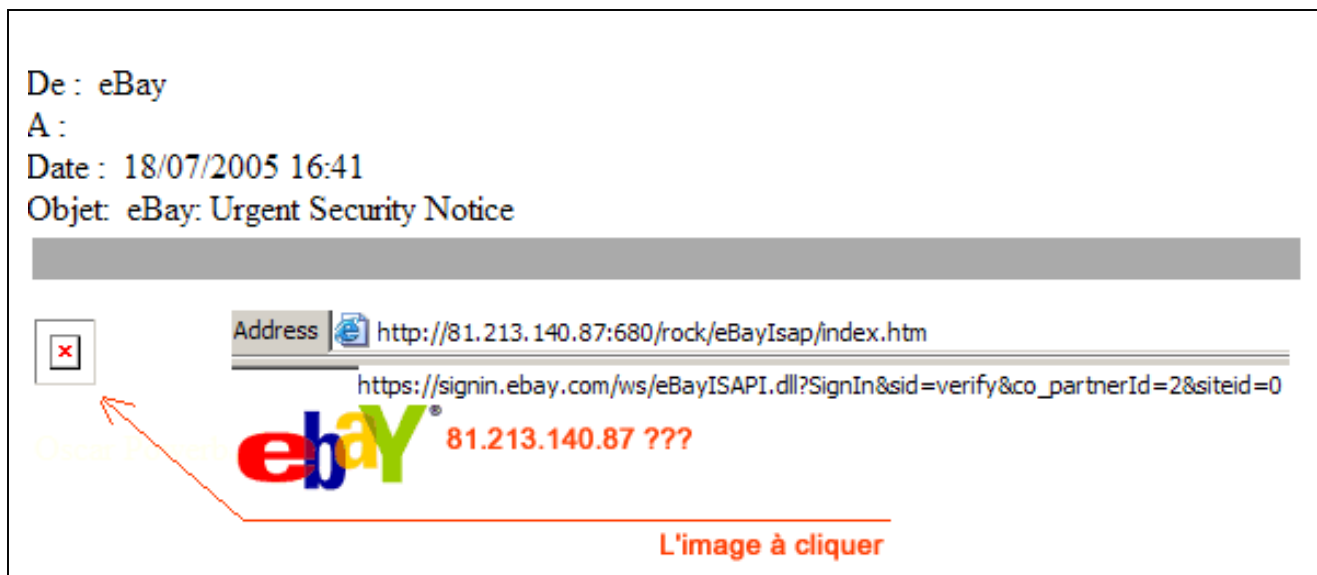 De : eBay
A :
Date : 18/07/2005 16:41
Objet: eBay: Urgent Security Notice
Address http://81.213.140.87:680/rock/eBayIsap/index.htm
https://signin.ebay.com/ws/eBayISAPI.dll?SignIn&sid=verify&co_partnerId=2&siteid=0
ebaY® 81.213.140.87 ???
L'image à cliquer